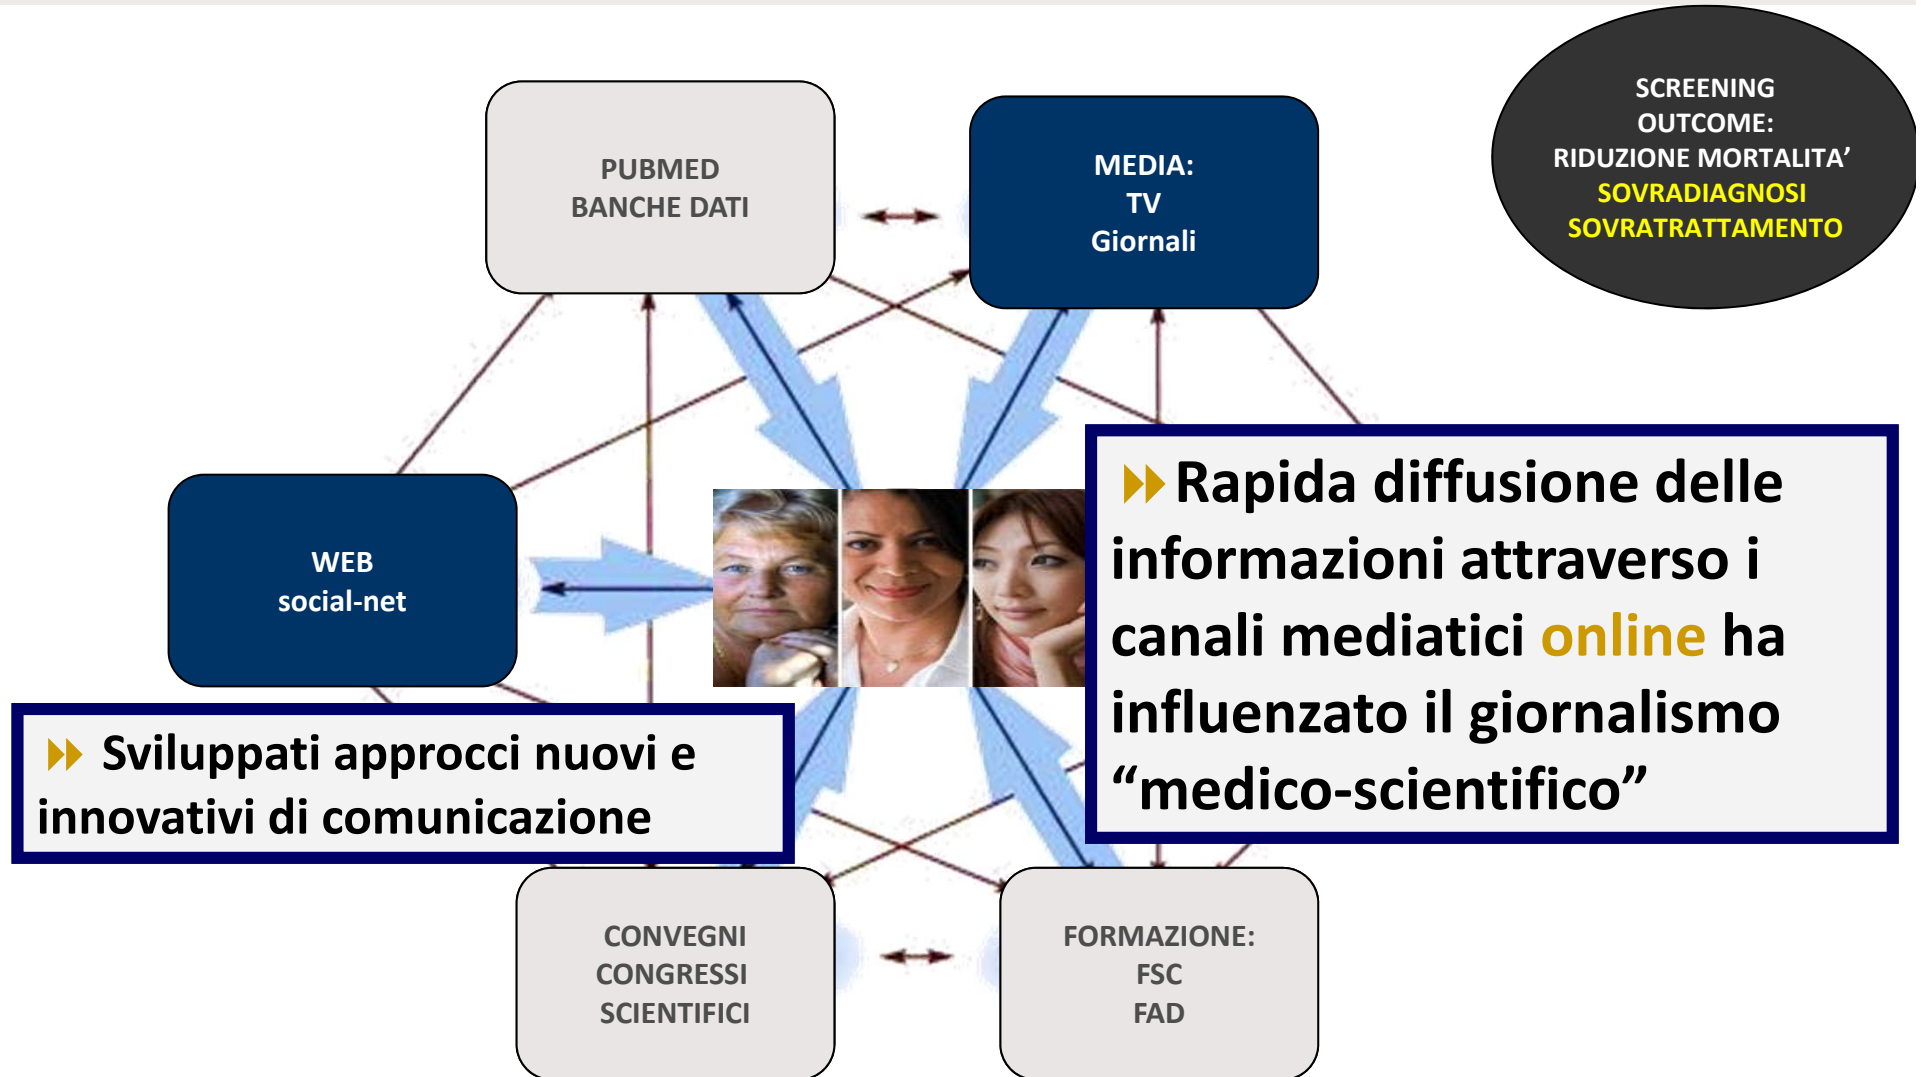 PUBMED
BANCHE DATI
MEDIA:
TV
Giornali
SCREENING
OUTCOME:
RIDUZIONE MORTALITA’
SOVRADIAGNOSI
SOVRATRATTAMENTO
WEB
social-net
Rapida diffusione delle
informazioni attraverso i
canali mediatici online ha
influenzato il giornalismo
“medico-scientifico”
Sviluppati approcci nuovi e
innovativi di comunicazione
CONVEGNI
CONGRESSI
SCIENTIFICI
FORMAZIONE:
FSC
FAD